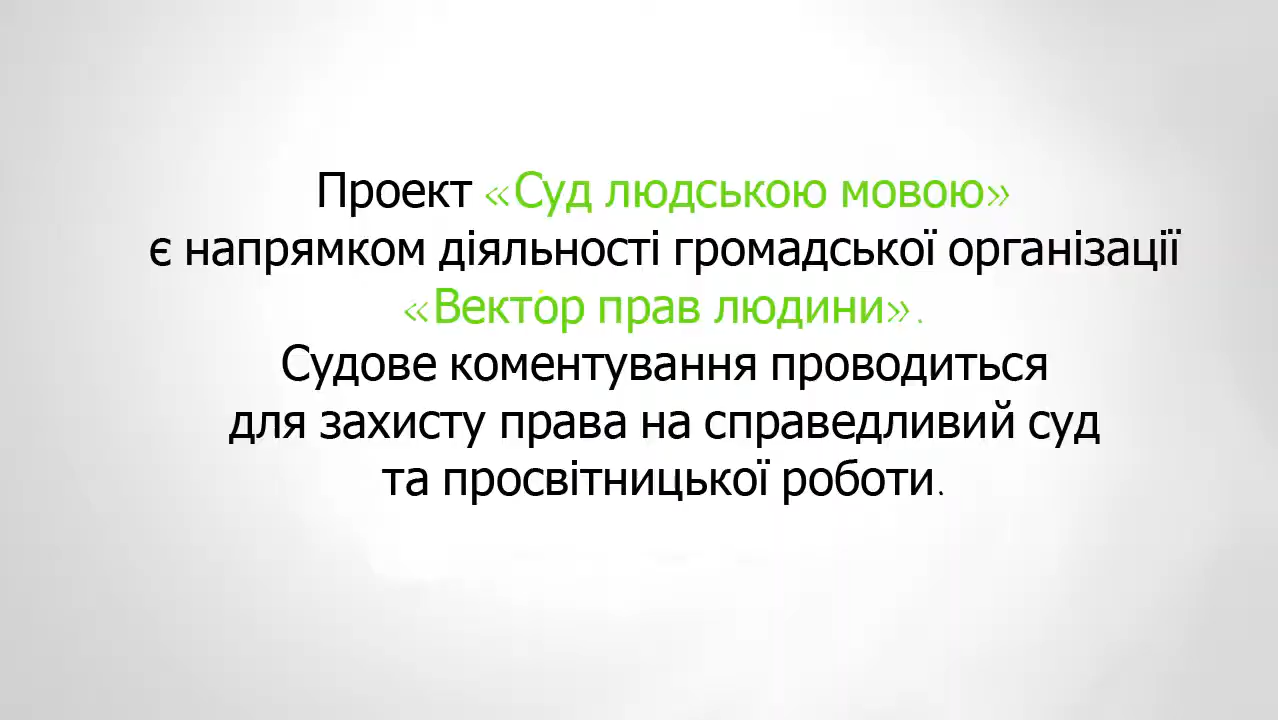 Проект «Суд людською мовою»
є напрямком діяльності громадської організації
«Вектор прав людини».
Судове коментування проводиться
для захисту права на справедливий суд
та просвітницької роботи.